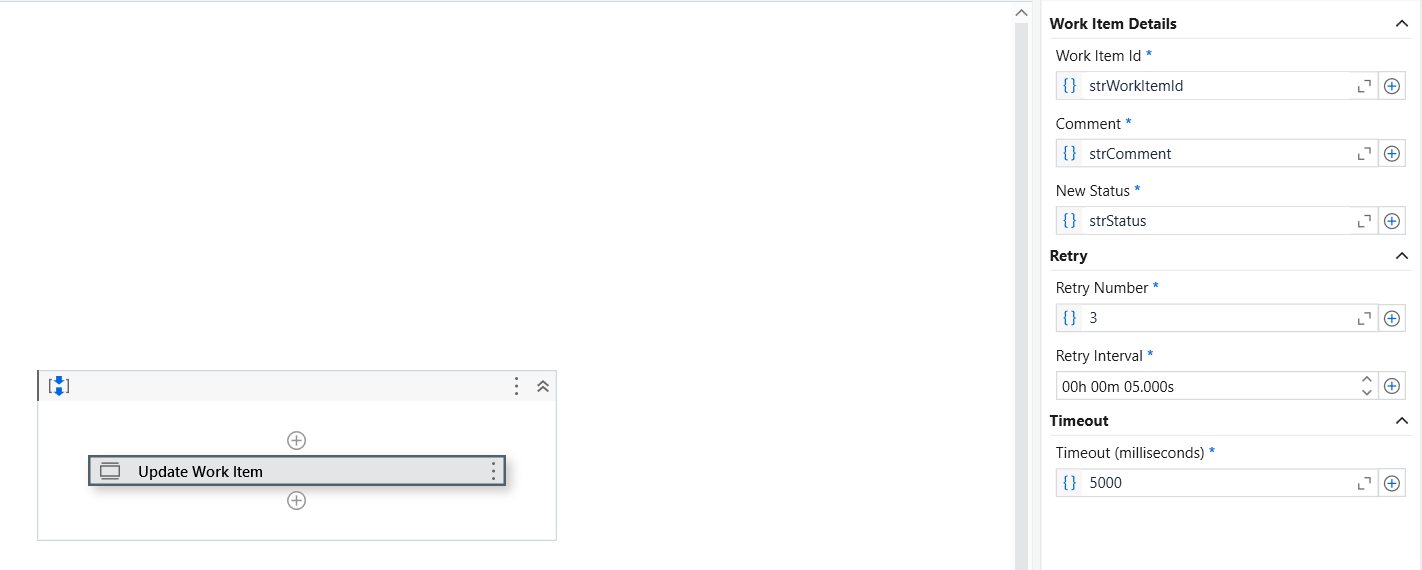 Work Item Details
Work Item Id *
{} strWorkItemId
Comment *
{} strComment
New Status *
{} strStatus
Retry
Retry Number *
{} 3
Retry Interval *
00h 00m 05.000s
Timeout
Timeout (milliseconds) *
{} 5000
Update Work Item